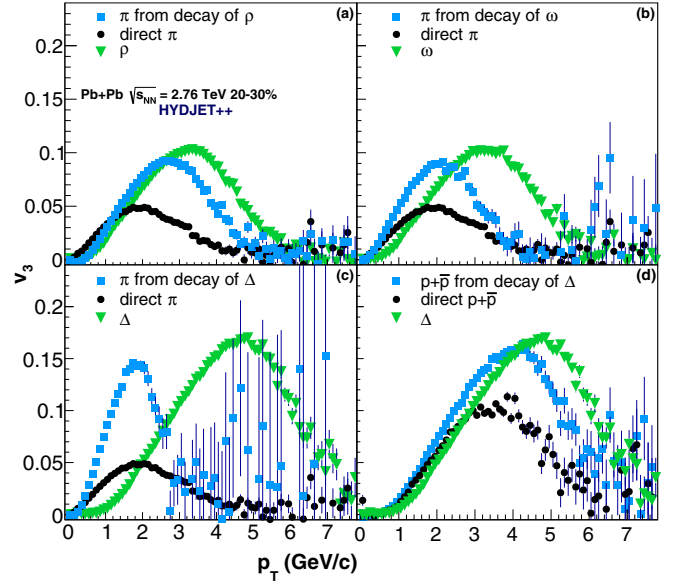 π from decay of ρ (a)
direct π
ρ
Pb+Pb √s_NN = 2.76 TeV 20-30%
HYDJET++
π from decay of ω (b)
direct π
ω
0.2
0.15
0.1
0.05
0
π from decay of Δ (c)
direct π
Δ
p+p̅ from decay of Δ (d)
direct p+p̅
Δ
0.2
0.15
0.1
0.05
0
v₃
0 1 2 3 4 5 6 7
0 1 2 3 4 5 6 7
p_T (GeV/c)